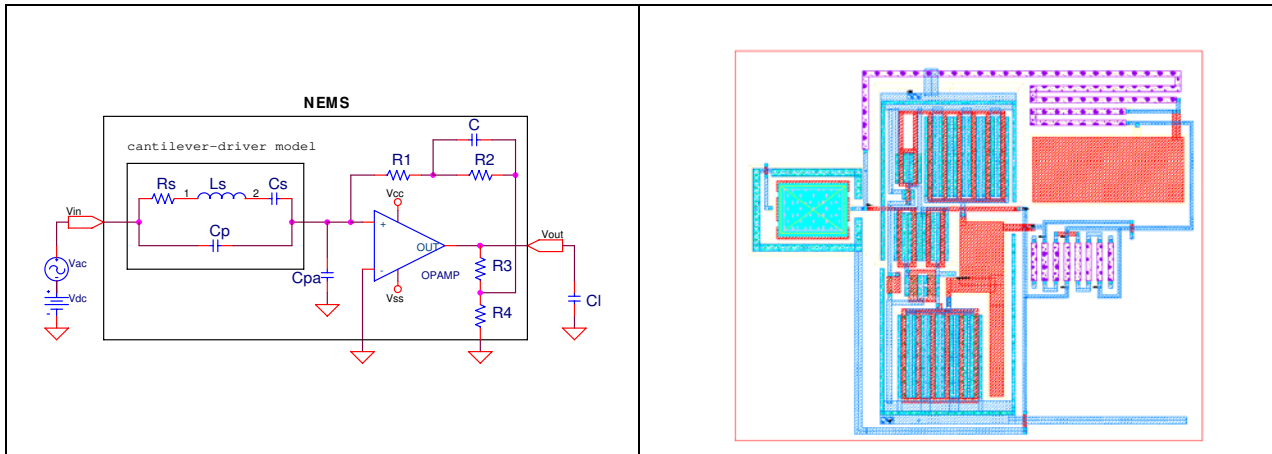 NEMS
cantilever-driver model
C
R1
R2
Rs
1
Ls
2
Cs
Vcc
Vin
+
Cp
OUT
Vout
Vac
Cpa
-
OPAMP
R3
+
Vdc
Vss
Cl
-
R4